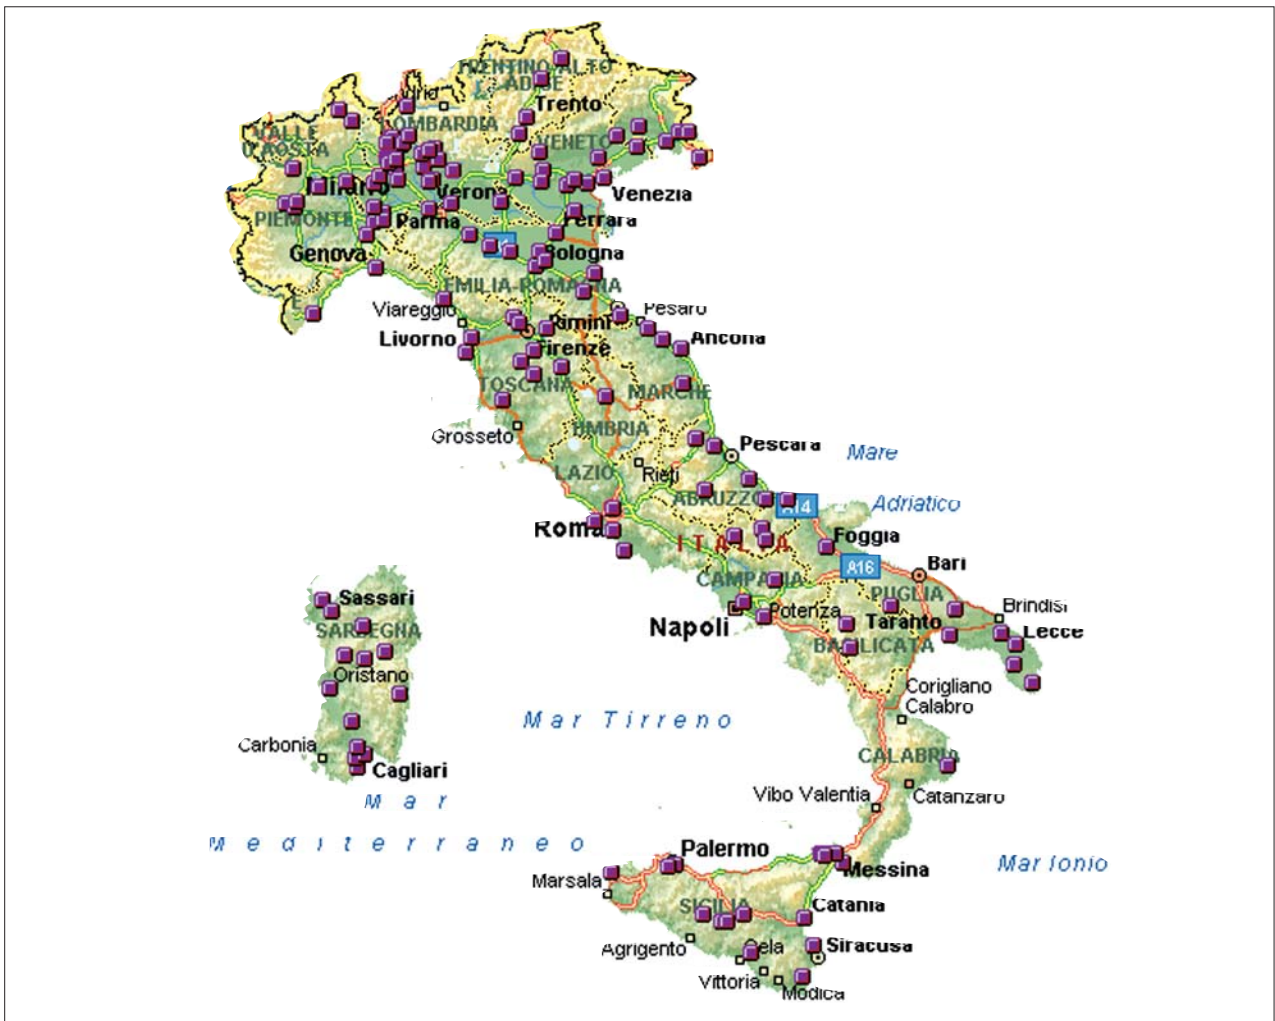 TRENTINO-ALTO
ADIGE
Trento
LOMBARDIA
VALLE
D'AOSTA
VENETO
Milano
Verona
Venezia
PIEMONTE
Parma
Ferrara
Genova
Bologna
EMILIA-ROMAGNA
Viareggio
Pesaro
Rimini
Livorno
Ancona
Firenze
TOSCANA
MARCHE
UMBRIA
Grosseto
Pescara
Mare
LAZIO
Rieti
ABRUZZO
Adriatico
A14
Roma
ITALIA
Foggia
A16
Bari
CAMPANIA
PUGLIA
Sassari
Potenza
Brindisi
Napoli
Taranto
Lecce
SARDEGNA
BASILICATA
Oristano
Corigliano
Calabro
Mar Tirreno
Carbonia
CALABRIA
Cagliari
Vibo Valentia
Catanzaro
Mar
Mediterraneo
Palermo
Mar Ionio
Messina
Marsala
SICILIA
Catania
Agrigento
Gela
Siracusa
Vittoria
Modica